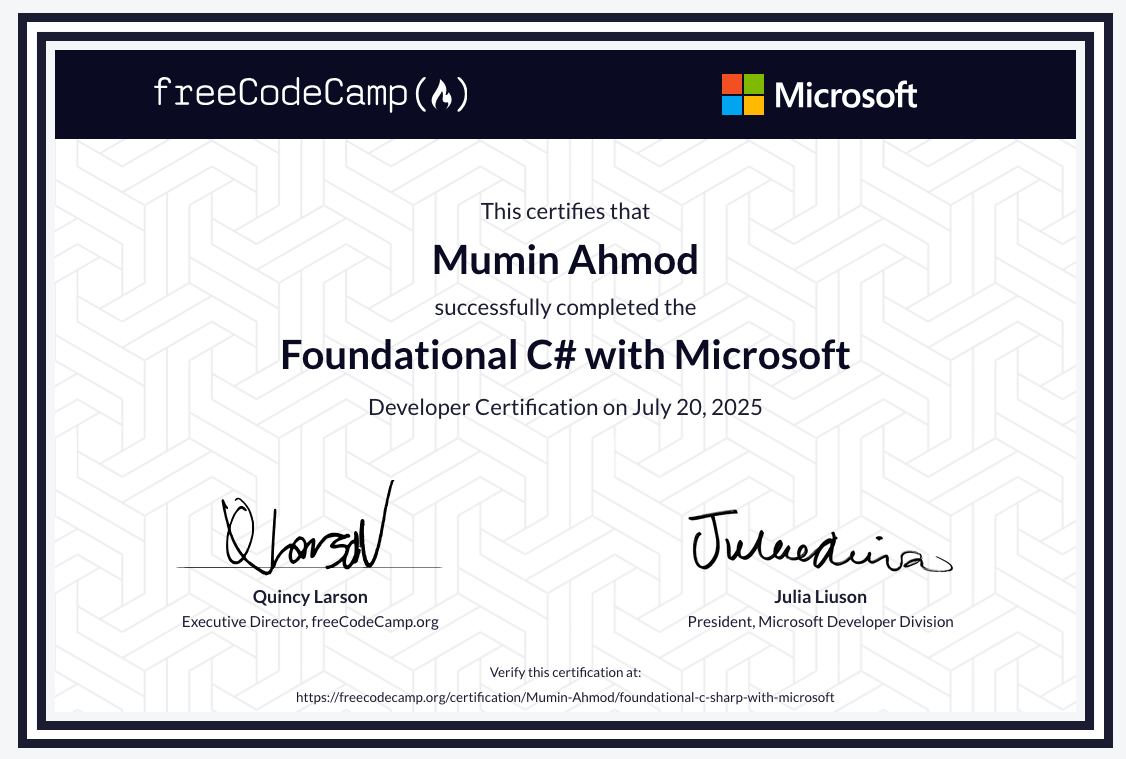 freeCodeCamp
Microsoft
This certifies that
Mumin Ahmod
successfully completed the
Foundational C# with Microsoft
Developer Certification on July 20, 2025
Quincy Larson
Executive Director, freeCodeCamp.org
Julia Liuson
President, Microsoft Developer Division
Verify this certification at:
https://freecodecamp.org/certification/Mumin-Ahmod/foundational-c-sharp-with-microsoft